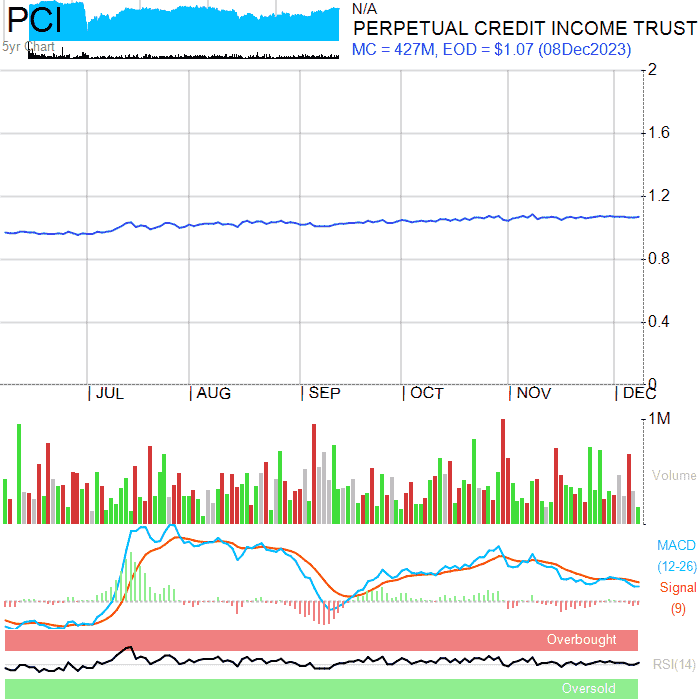 PCI
5yr Chart
N/A
PERPETUAL CREDIT INCOME TRUST
MC = 427M, EOD = $1.07 (08Dec2023)
2
1.6
1.2
0.8
0.4
0
JUL AUG SEP OCT NOV DEC
1M
Volume
MACD
(12-26)
Signal
(9)
Overbought
RSI(14)
Oversold